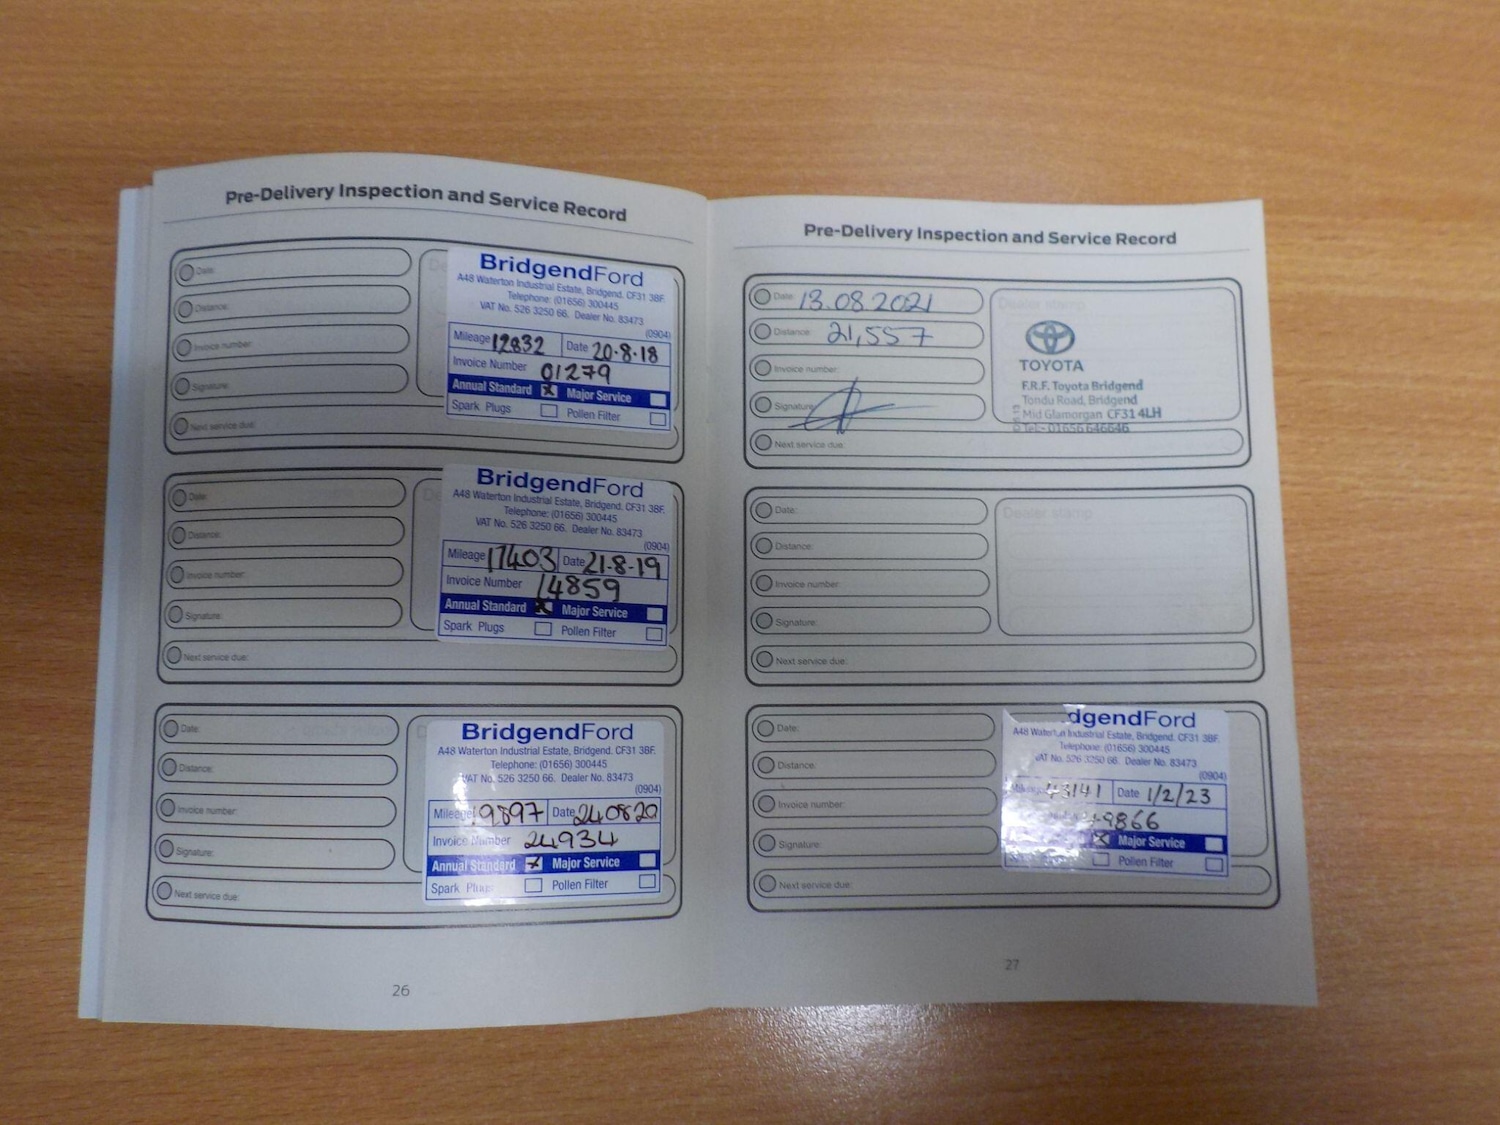 Pre-Delivery Inspection and Service Record
Date:
Distance:
Invoice number:
Signature:
Next service due:
BridgendFord
A48 Waterton Industrial Estate, Bridgend. CF31 3BF.
Telephone: (01656) 300445
VAT No. 526 3250 66. Dealer No. 83473
(0904)
Mileage 12832 Date 20.8.18
Invoice Number 01279
Annual Standard X Major Service
Spark Plugs Pollen Filter
Date:
Distance:
Invoice number:
Signature:
Next service due:
BridgendFord
A48 Waterton Industrial Estate, Bridgend. CF31 3BF.
Telephone: (01656) 300445
VAT No. 526 3250 66. Dealer No. 83473
(0904)
Mileage 17403 Date 21.8.19
Invoice Number 14859
Annual Standard X Major Service
Spark Plugs Pollen Filter
Date:
Distance:
Invoice number:
Signature:
Next service due:
BridgendFord
A48 Waterton Industrial Estate, Bridgend. CF31 3BF.
Telephone: (01656) 300445
VAT No. 526 3250 66. Dealer No. 83473
(0904)
Mileage 19897 Date 240820
Invoice Number 24934
Annual Standard X Major Service
Spark Plugs Pollen Filter
26
Pre-Delivery Inspection and Service Record
Date: 13.08.2021
Distance: 21,557
Invoice number:
Signature:
Next service due:
Dealer stamp
TOYOTA
F.R.F. Toyota Bridgend
Tondu Road, Bridgend
Mid Glamorgan CF31 4LH
Tel:- 01656 646646
Date:
Distance:
Invoice number:
Signature:
Next service due:
Dealer stamp
Date:
Distance:
Invoice number:
Signature:
Next service due:
dgendFord
A48 Waterton Industrial Estate, Bridgend. CF31 3BF.
Telephone: (01656) 300445
VAT No. 526 3250 66. Dealer No. 83473
(0904)
43141 Date 1/2/23
9866
X Major Service
Pollen Filter
27